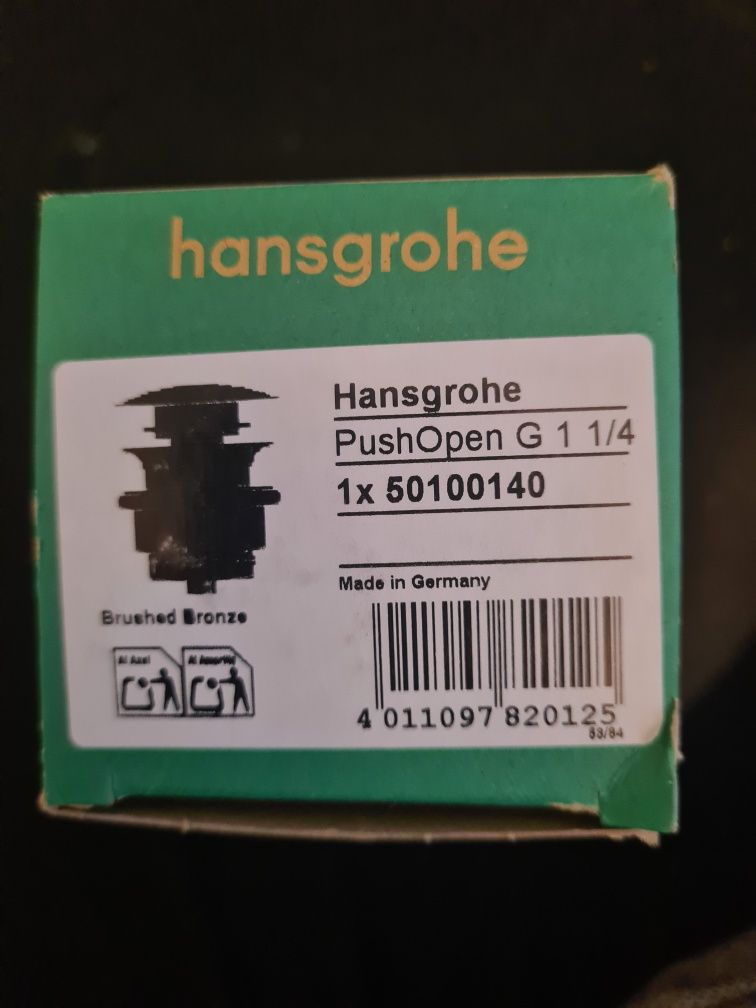 hansgrohe
Hansgrohe
PushOpen G 1 1/4
1x 50100140
Made in Germany
Brushed Bronze
4 011097 820125